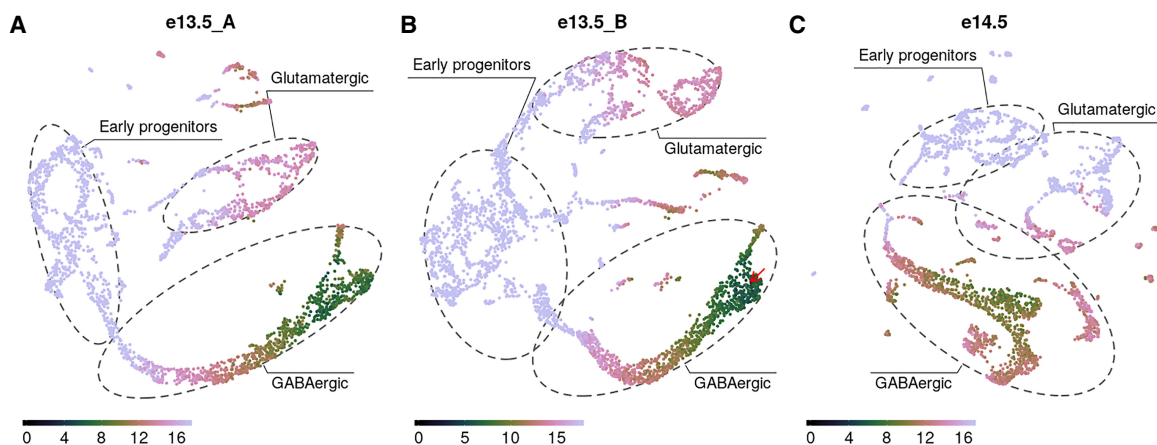 A
e13.5_A
Early progenitors
Glutamatergic
GABAergic
0 4 8 12 16
B
e13.5_B
Early progenitors
Glutamatergic
GABAergic
0 5 10 15
C
e14.5
Early progenitors
Glutamatergic
GABAergic
0 4 8 12 16